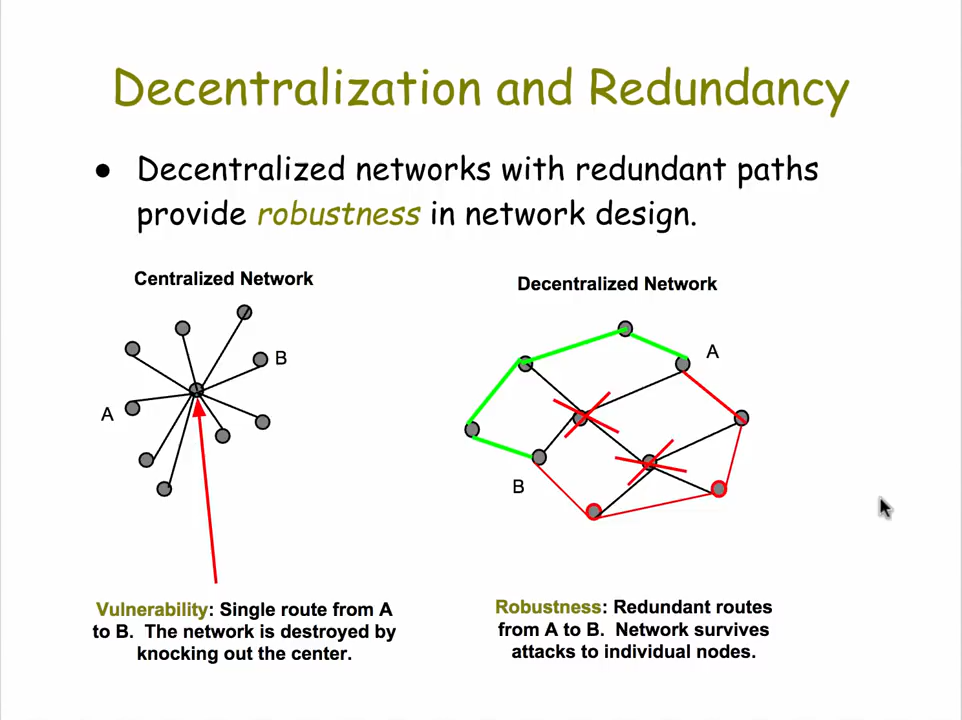 Decentralization and Redundancy
● Decentralized networks with redundant paths
provide robustness in network design.
Centralized Network
B
A
Vulnerability: Single route from A
to B. The network is destroyed by
knocking out the center.
Decentralized Network
A
B
Robustness: Redundant routes
from A to B. Network survives
attacks to individual nodes.